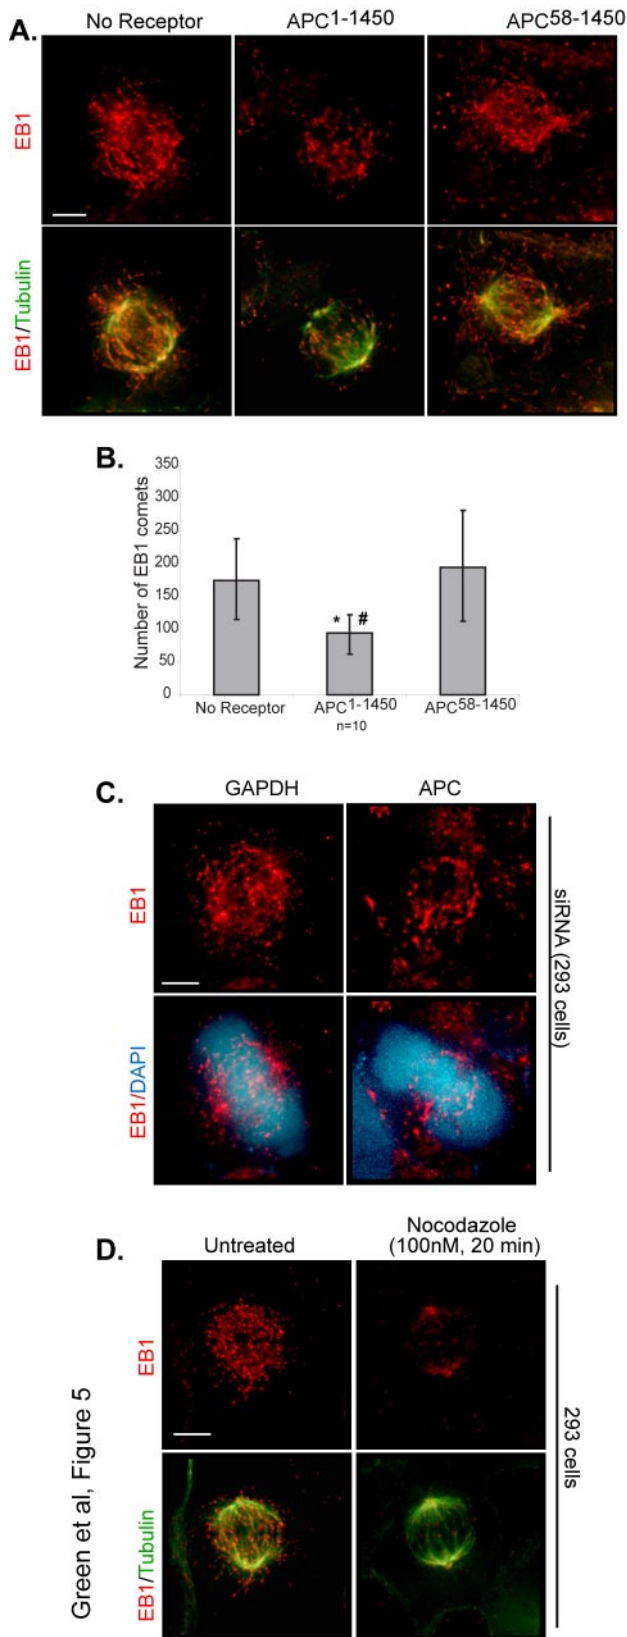 A.
No Receptor APC1-1450 APC58-1450
EB1
EB1/Tubulin
B.
Number of EB1 comets
350
300
250
200
150
100
50
0
* #
No Receptor APC1-1450 APC58-1450
n=10
C.
GAPDH APC
EB1
EB1/DAPI
siRNA (293 cells)
D.
Untreated Nocodazole
(100nM, 20 min)
EB1
EB1/Tubulin
293 cells
Green et al, Figure 5